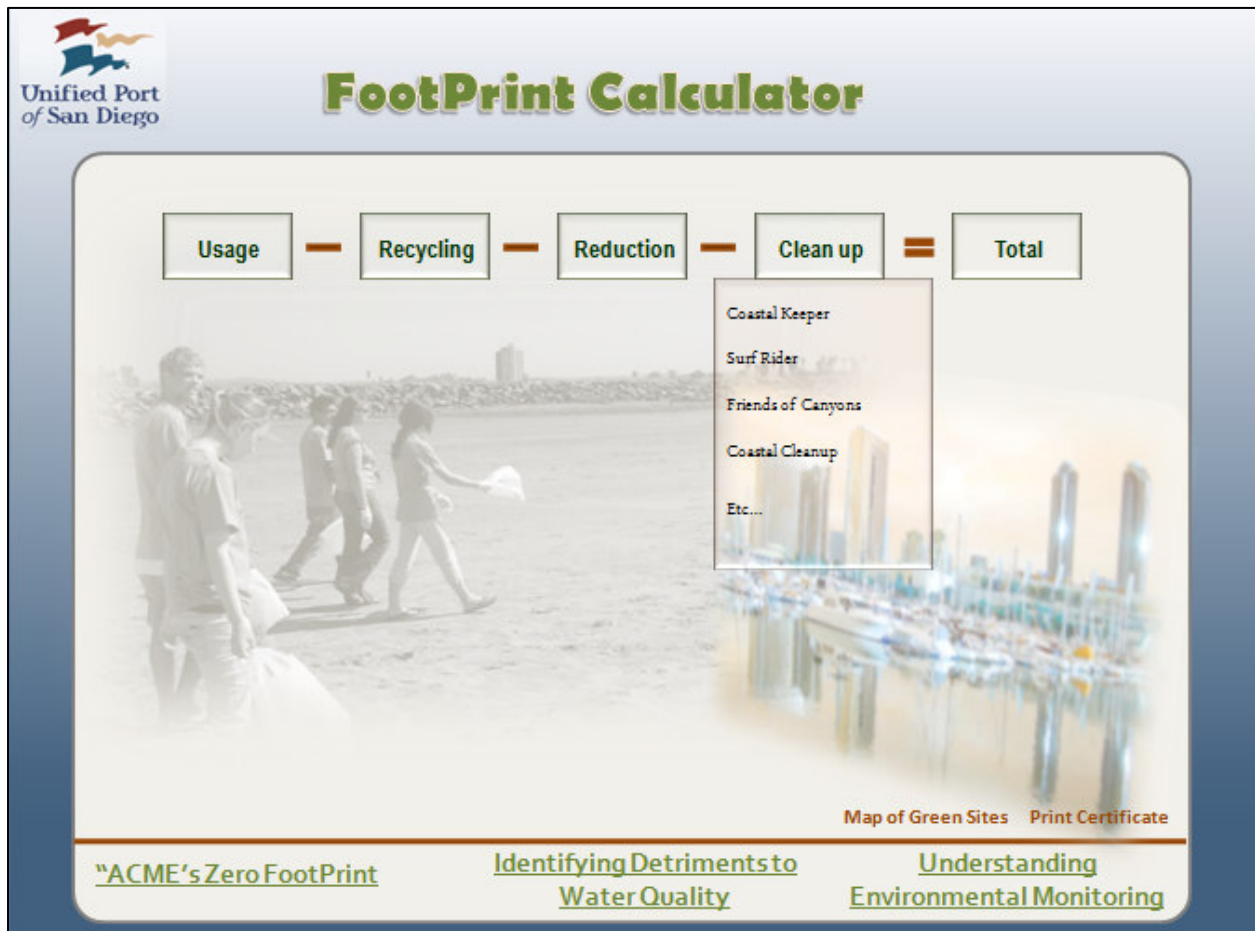 Unified Port
of San Diego
FootPrint Calculator
Usage
Recycling
Reduction
Clean up
Total
Coastal Keeper
Surf Rider
Friends of Canyons
Coastal Cleanup
Etc...
Map of Green Sites
Print Certificate
"ACME's Zero FootPrint
Identifying Detriments to
Water Quality
Understanding
Environmental Monitoring